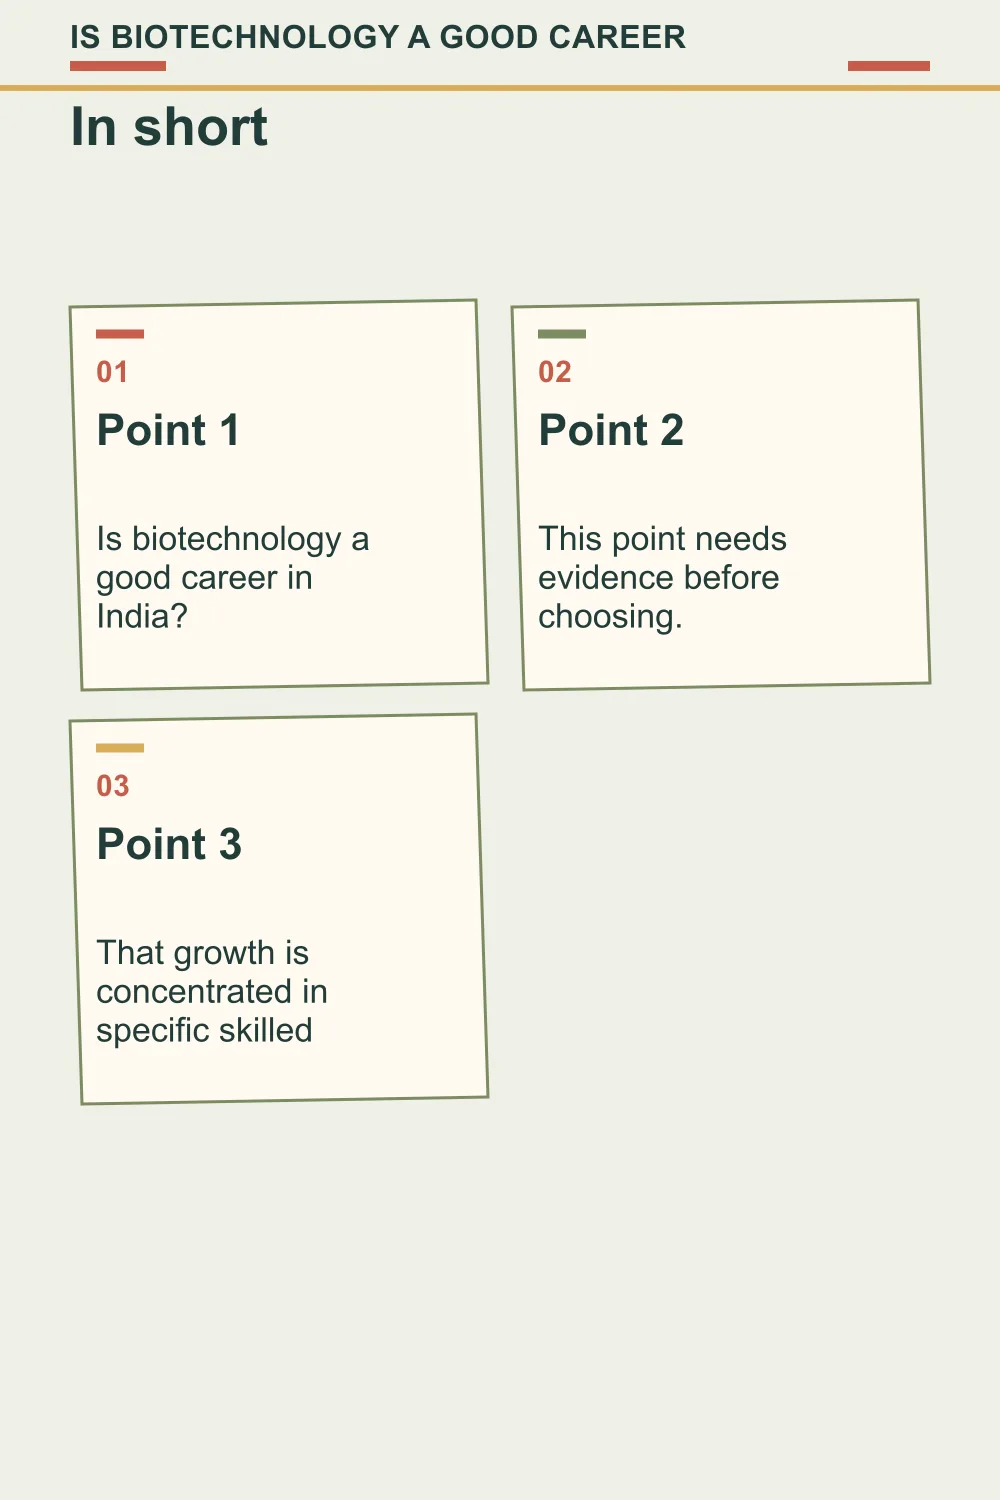 IS BIOTECHNOLOGY A GOOD CAREER
In short
01
Point 1
Is biotechnology a
good career in
India?
02
Point 2
This point needs
evidence before
choosing.
03
Point 3
That growth is
concentrated in
specific skilled